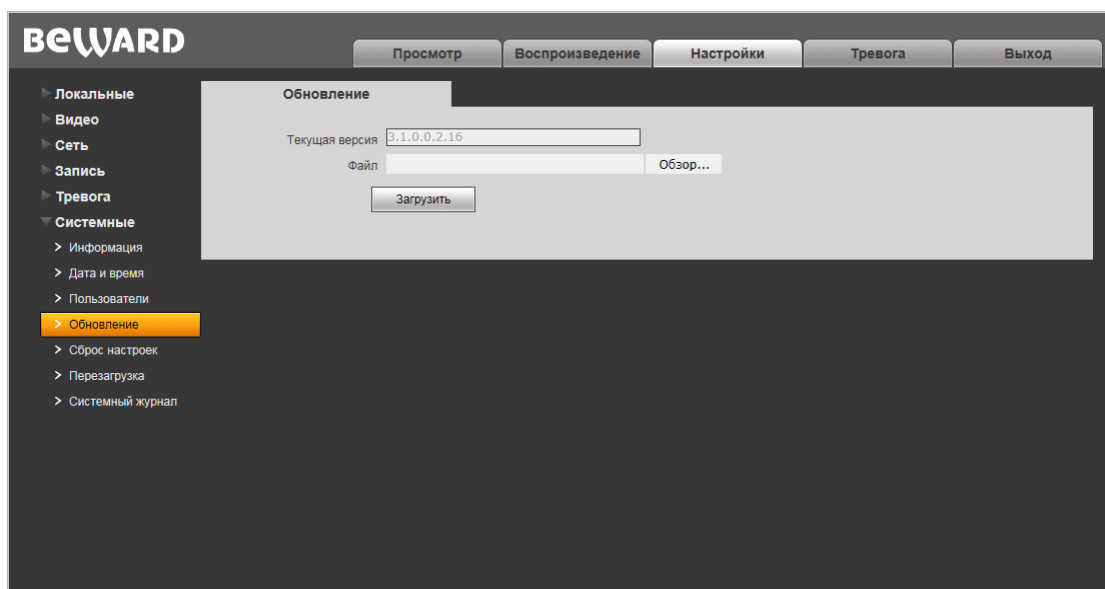 BEWARD
Просмотр Воспроизведение Настройки Тревога Выход
Локальные
Видео
Сеть
Запись
Тревога
Системные
Информация
Дата и время
Пользователи
Обновление
Сброс настроек
Перезагрузка
Системный журнал
Обновление
Текущая версия 3.1.0.0.2.16
Файл Обзор...
Загрузить